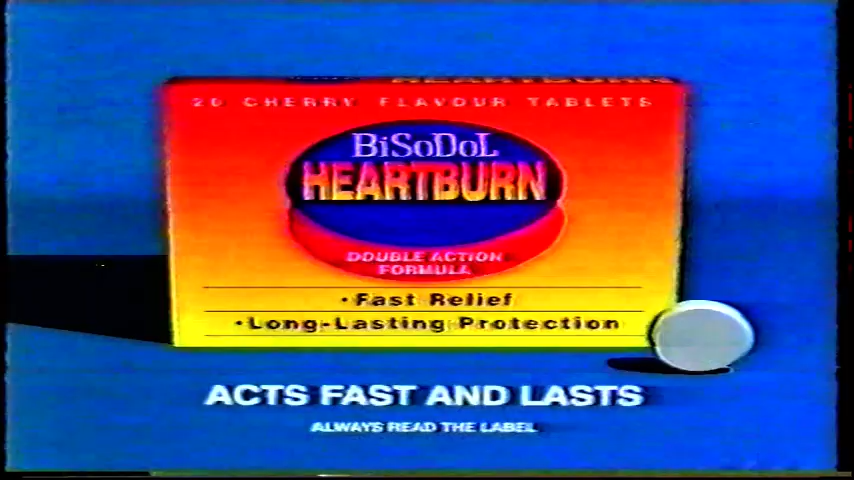 HEARTBURN
20 CHERRY FLAVOUR TABLETS
BiSoDoL
HEARTBURN
DOUBLE ACTION
FORMULA
• Fast Relief
• Long-Lasting Protection
ACTS FAST AND LASTS
ALWAYS READ THE LABEL